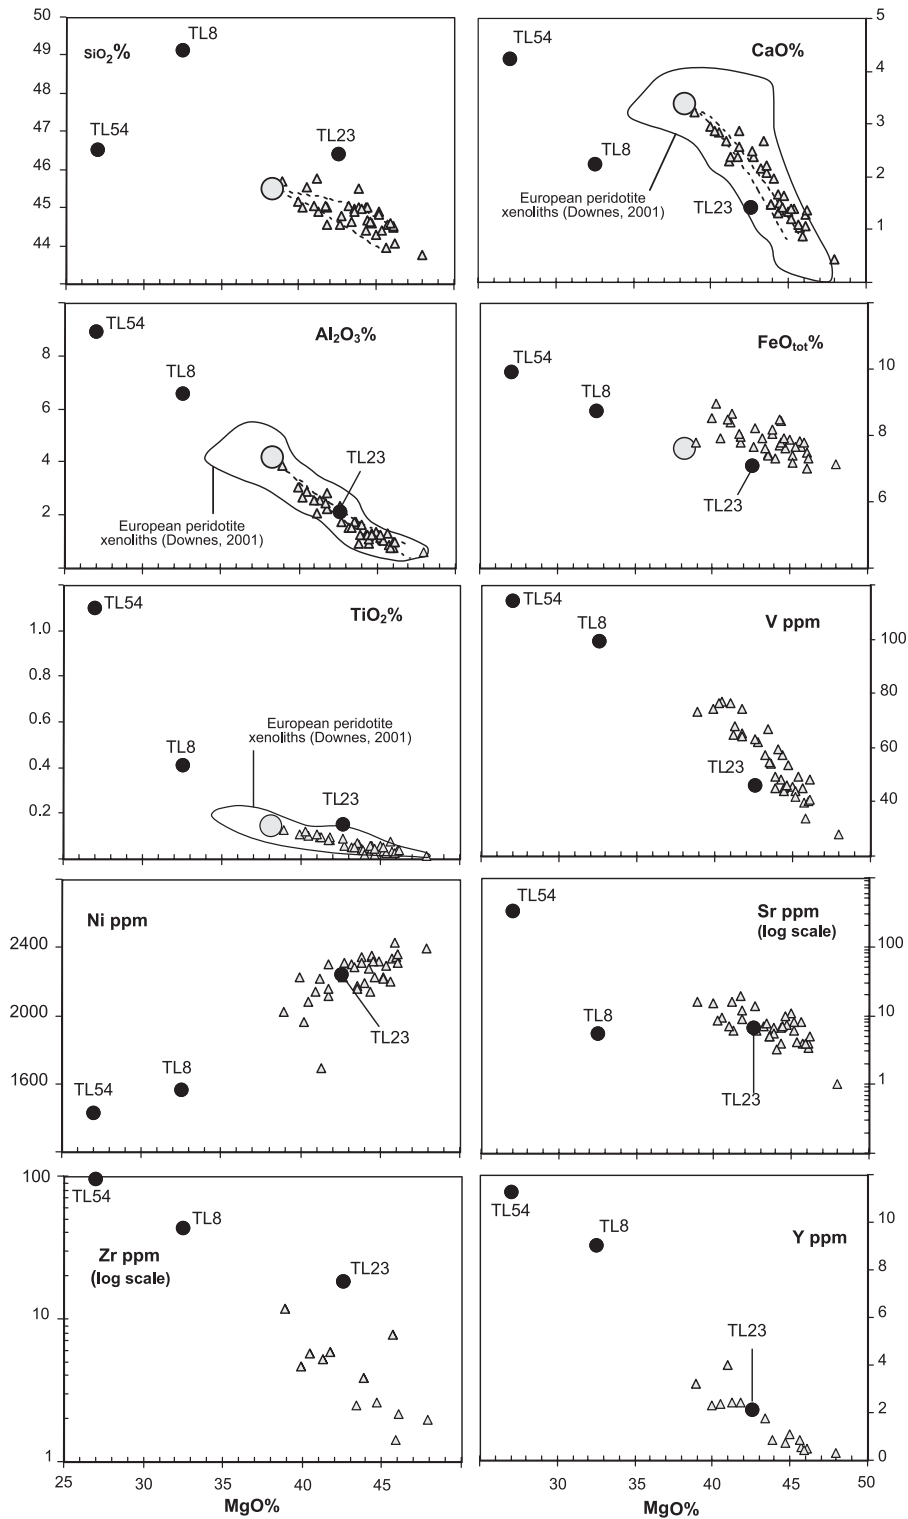 50
49
48
47
46
45
44
SiO2%
TL8
TL54
TL23
5
4
3
2
1
0
CaO%
TL54
TL8
TL23
European peridotite
xenoliths (Downes, 2001)
8
6
4
2
Al2O3%
TL54
TL8
TL23
European peridotite
xenoliths (Downes, 2001)
10
8
6
FeOtot%
TL54
TL8
TL23
1.0
0.8
0.6
0.4
0.2
TiO2%
TL54
TL8
TL23
European peridotite
xenoliths (Downes, 2001)
100
80
60
40
V ppm
TL54
TL8
TL23
2400
2000
1600
Ni ppm
TL54
TL8
TL23
100
10
1
Sr ppm
(log scale)
TL54
TL8
TL23
50
100
10
1
Zr ppm
(log scale)
TL54
TL8
TL23
25
30
35
40
45
MgO%
10
8
6
4
2
0
Y ppm
TL54
TL8
TL23
30
35
40
45
50
MgO%